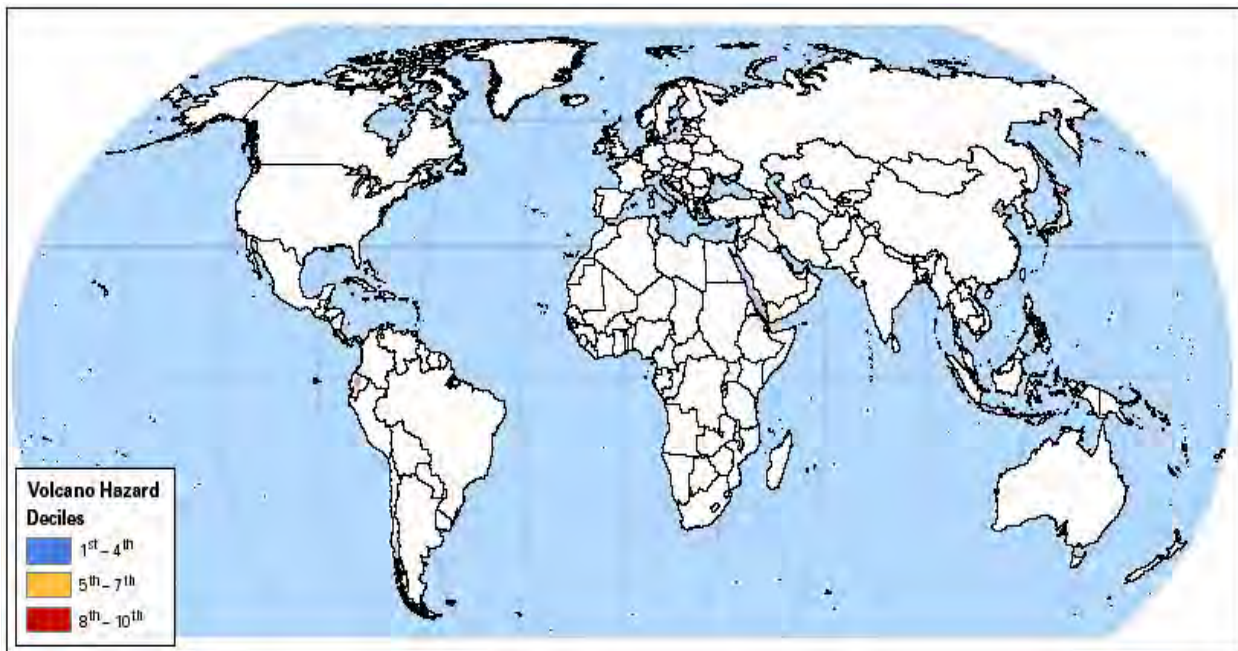 Volcano Hazard
Deciles
1st – 4th
5th – 7th
8th – 10th